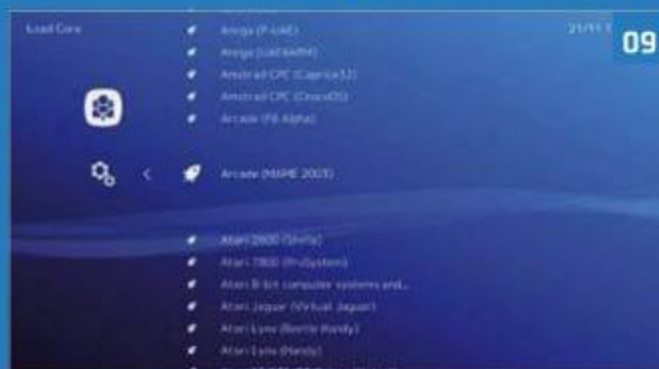 Load Core
21/11
09
Amiga (P-UAE)
Amiga (UAE4ARM)
Amstrad CPC (Caprice32)
Amstrad CPC (CrocoDS)
Arcade (FB Alpha)
Arcade (MAME 2003)
Atari 2600 (Stella)
Atari 7800 (ProSystem)
Atari 8-bit computer systems and...
Atari Jaguar (Virtual Jaguar)
Atari Lynx (Beetle Handy)
Atari Lynx (Handy)